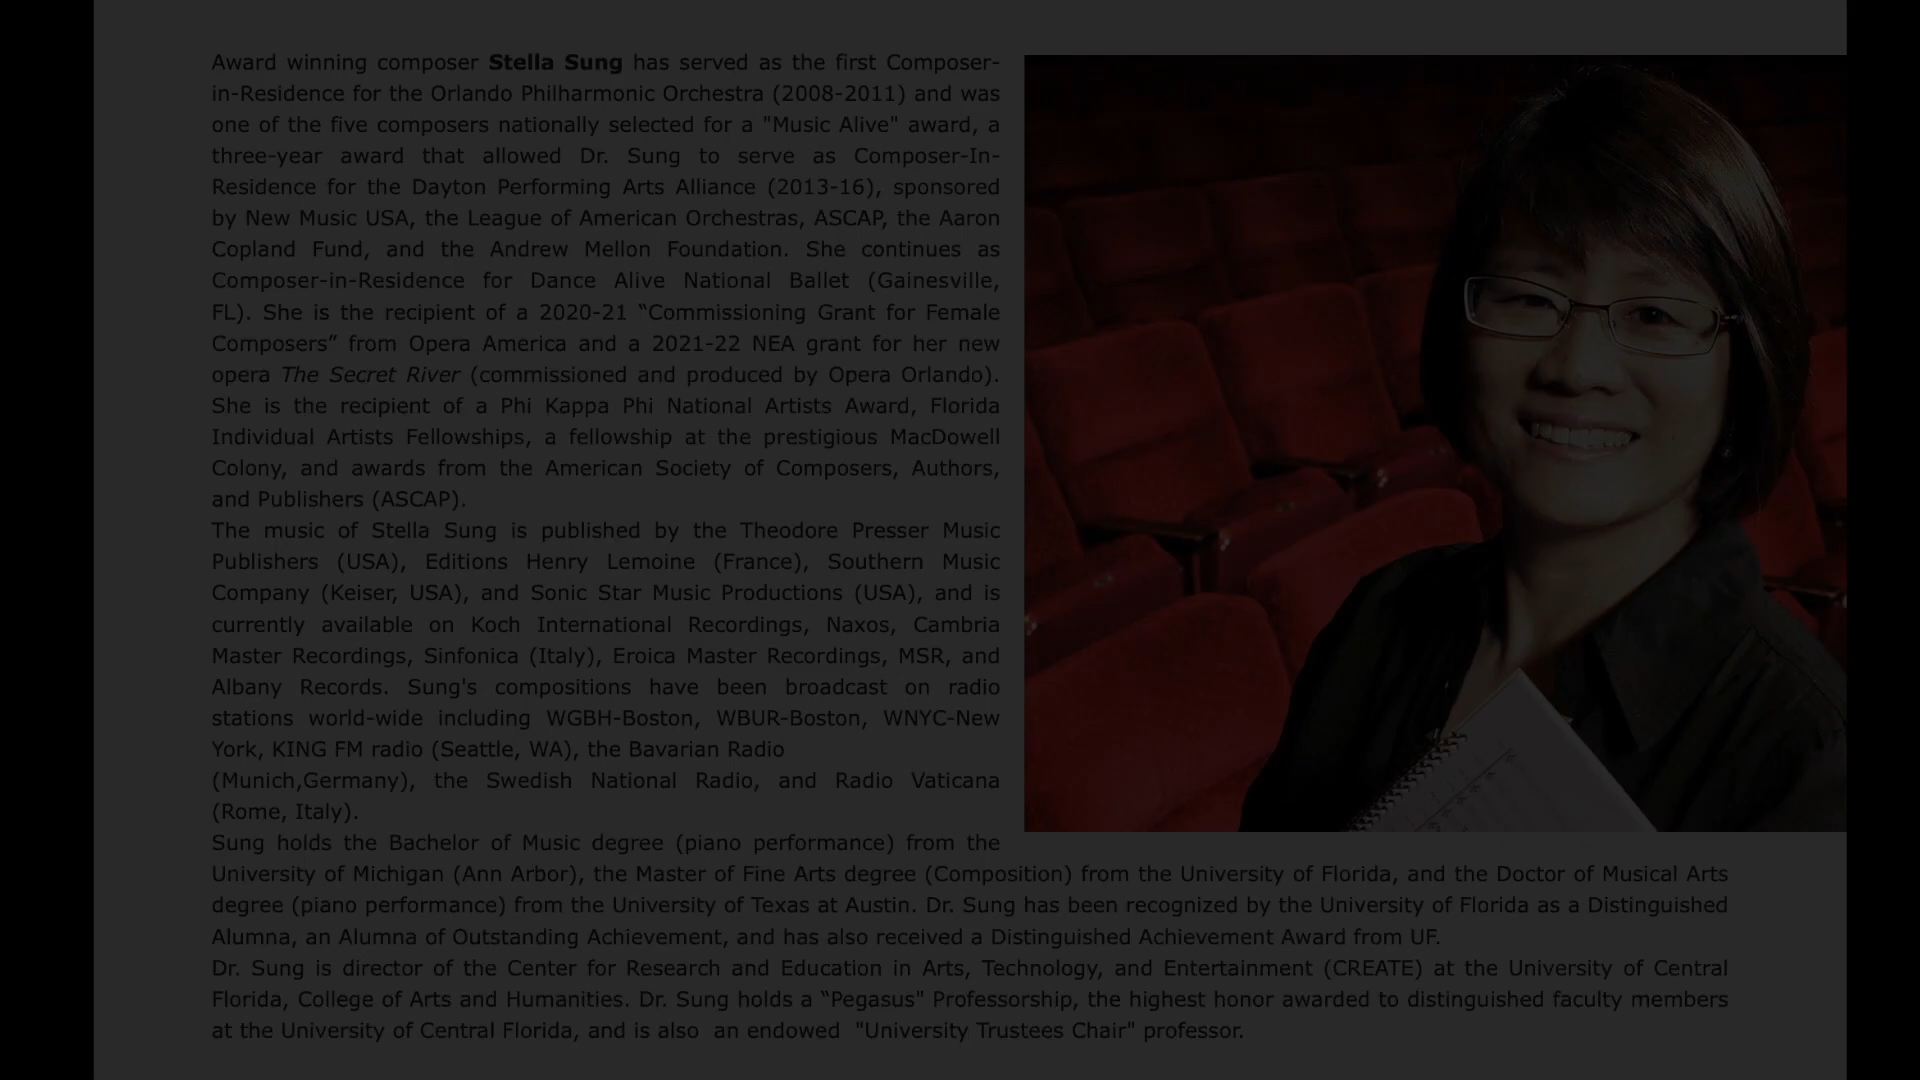 Award winning composer Stella Sung has served as the first Composer-
in-Residence for the Orlando Philharmonic Orchestra (2008-2011) and was
one of the five composers nationally selected for a "Music Alive" award, a
three-year award that allowed Dr. Sung to serve as Composer-In-
Residence for the Dayton Performing Arts Alliance (2013-16), sponsored
by New Music USA, the League of American Orchestras, ASCAP, the Aaron
Copland Fund, and the Andrew Mellon Foundation. She continues as
Composer-in-Residence for Dance Alive National Ballet (Gainesville,
FL). She is the recipient of a 2020-21 “Commissioning Grant for Female
Composers” from Opera America and a 2021-22 NEA grant for her new
opera The Secret River (commissioned and produced by Opera Orlando).
She is the recipient of a Phi Kappa Phi National Artists Award, Florida
Individual Artists Fellowships, a fellowship at the prestigious MacDowell
Colony, and awards from the American Society of Composers, Authors,
and Publishers (ASCAP).
The music of Stella Sung is published by the Theodore Presser Music
Publishers (USA), Editions Henry Lemoine (France), Southern Music
Company (Keiser, USA), and Sonic Star Music Productions (USA), and is
currently available on Koch International Recordings, Naxos, Cambria
Master Recordings, Sinfonica (Italy), Eroica Master Recordings, MSR, and
Albany Records. Sung's compositions have been broadcast on radio
stations world-wide including WGBH-Boston, WBUR-Boston, WNYC-New
York, KING FM radio (Seattle, WA), the Bavarian Radio
(Munich,Germany), the Swedish National Radio, and Radio Vaticana
(Rome, Italy).
Sung holds the Bachelor of Music degree (piano performance) from the
University of Michigan (Ann Arbor), the Master of Fine Arts degree (Composition) from the University of Florida, and the Doctor of Musical Arts
degree (piano performance) from the University of Texas at Austin. Dr. Sung has been recognized by the University of Florida as a Distinguished
Alumna, an Alumna of Outstanding Achievement, and has also received a Distinguished Achievement Award from UF.
Dr. Sung is director of the Center for Research and Education in Arts, Technology, and Entertainment (CREATE) at the University of Central
Florida, College of Arts and Humanities. Dr. Sung holds a “Pegasus" Professorship, the highest honor awarded to distinguished faculty members
at the University of Central Florida, and is also  an endowed  "University Trustees Chair" professor.